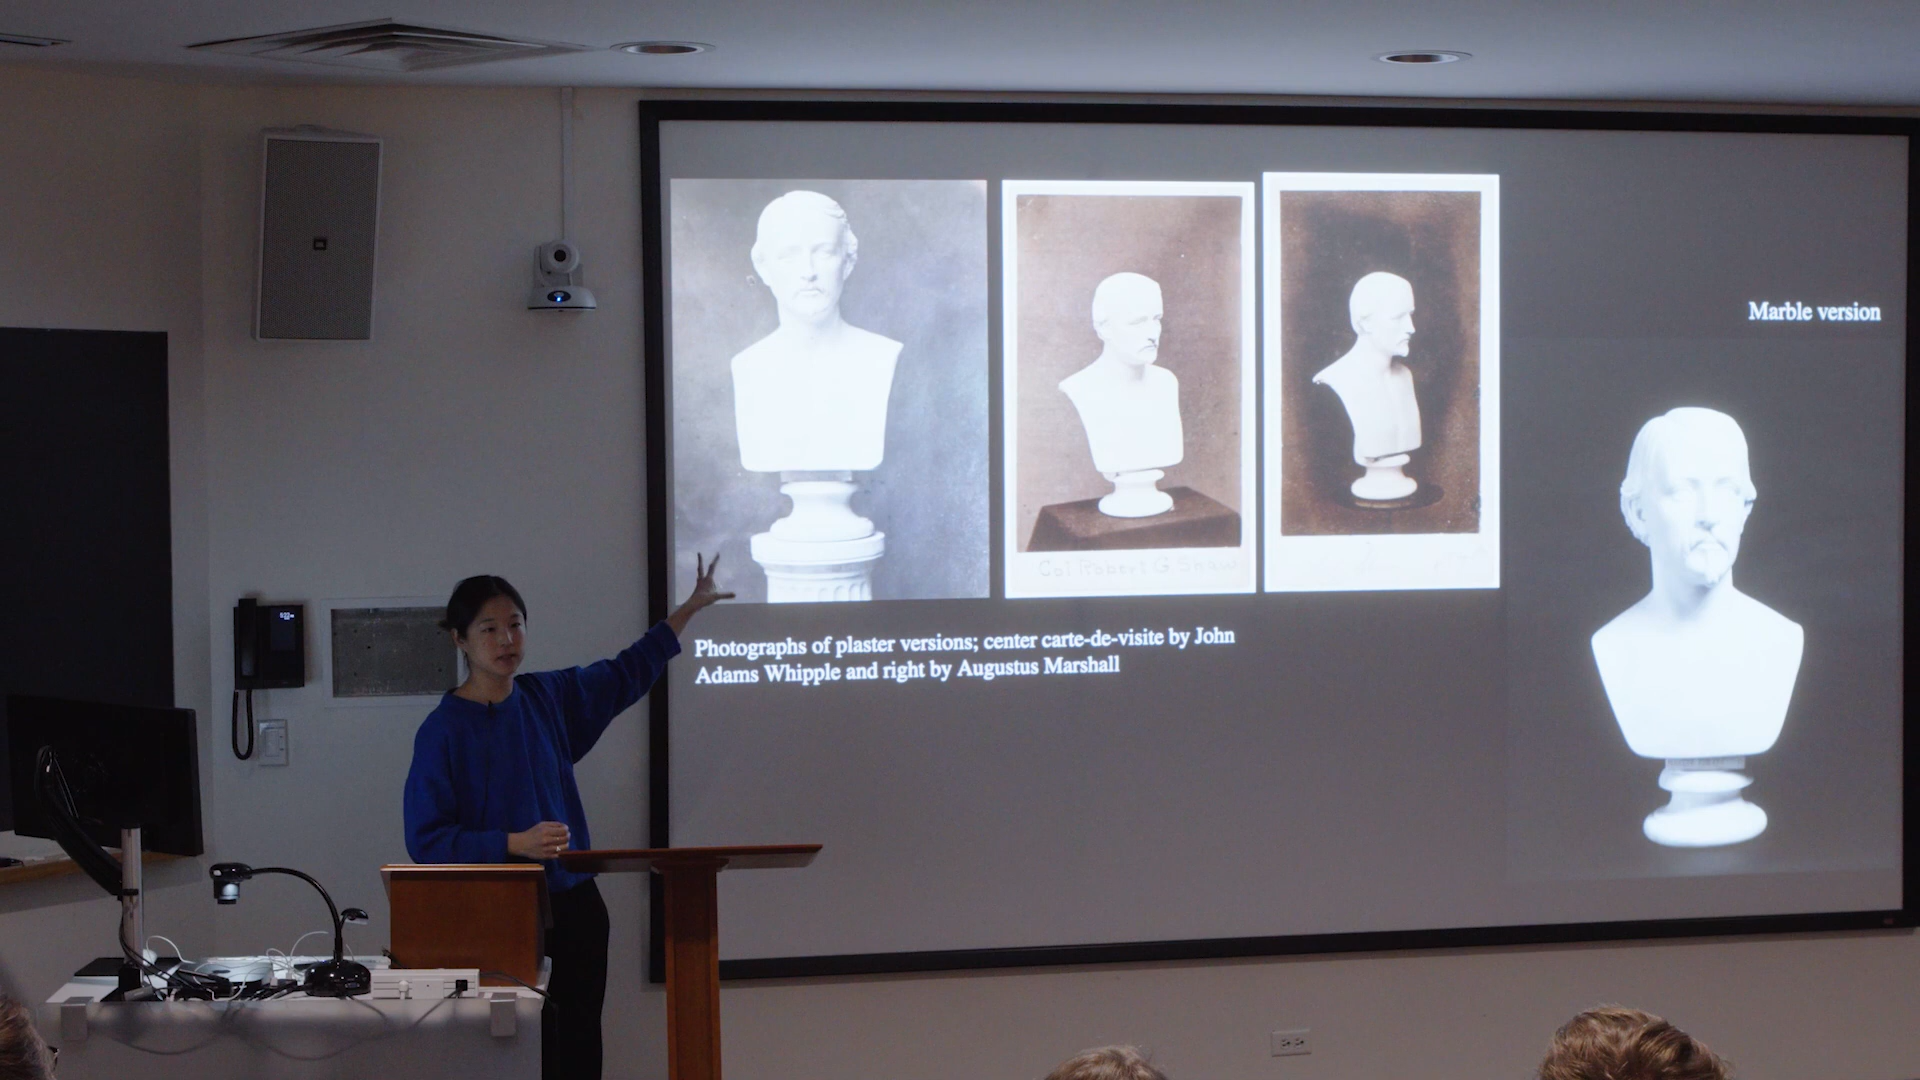 Marble version
Col Robert G Shaw
Photographs of plaster versions; center carte-de-visite by John
Adams Whipple and right by Augustus Marshall